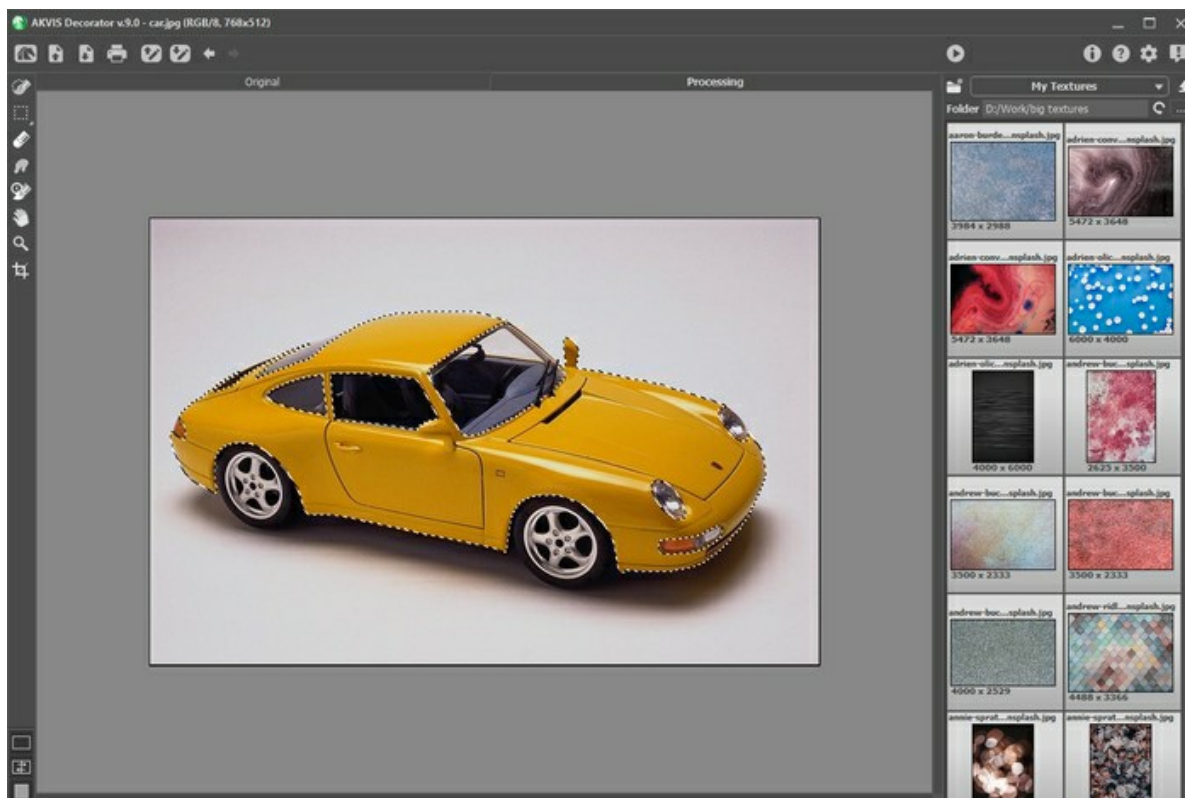 AKVIS Decorator v.9.0 - car.jpg (RGB/8, 768x512)
Original
Processing
My Textures
Folder D:/Work/big textures
aaron-burde...nsplash.jpg
adrien-conv...nsplash.jpg
3984 x 2988
5472 x 3648
adrien-conv...nsplash.jpg
adrien-olic...nsplash.jpg
5472 x 3648
6000 x 4000
adrien-olic...nsplash.jpg
andrew-buc...nsplash.jpg
4000 x 6000
2625 x 3500
andrew-buc...splash.jpg
andrew-buc...splash.jpg
3500 x 2333
3500 x 2333
andrew-buc...splash.jpg
andrew-ridl...nsplash.jpg
4000 x 2529
4488 x 3366
annie-sprat...nsplash.jpg
annie-sprat...nsplash.jpg